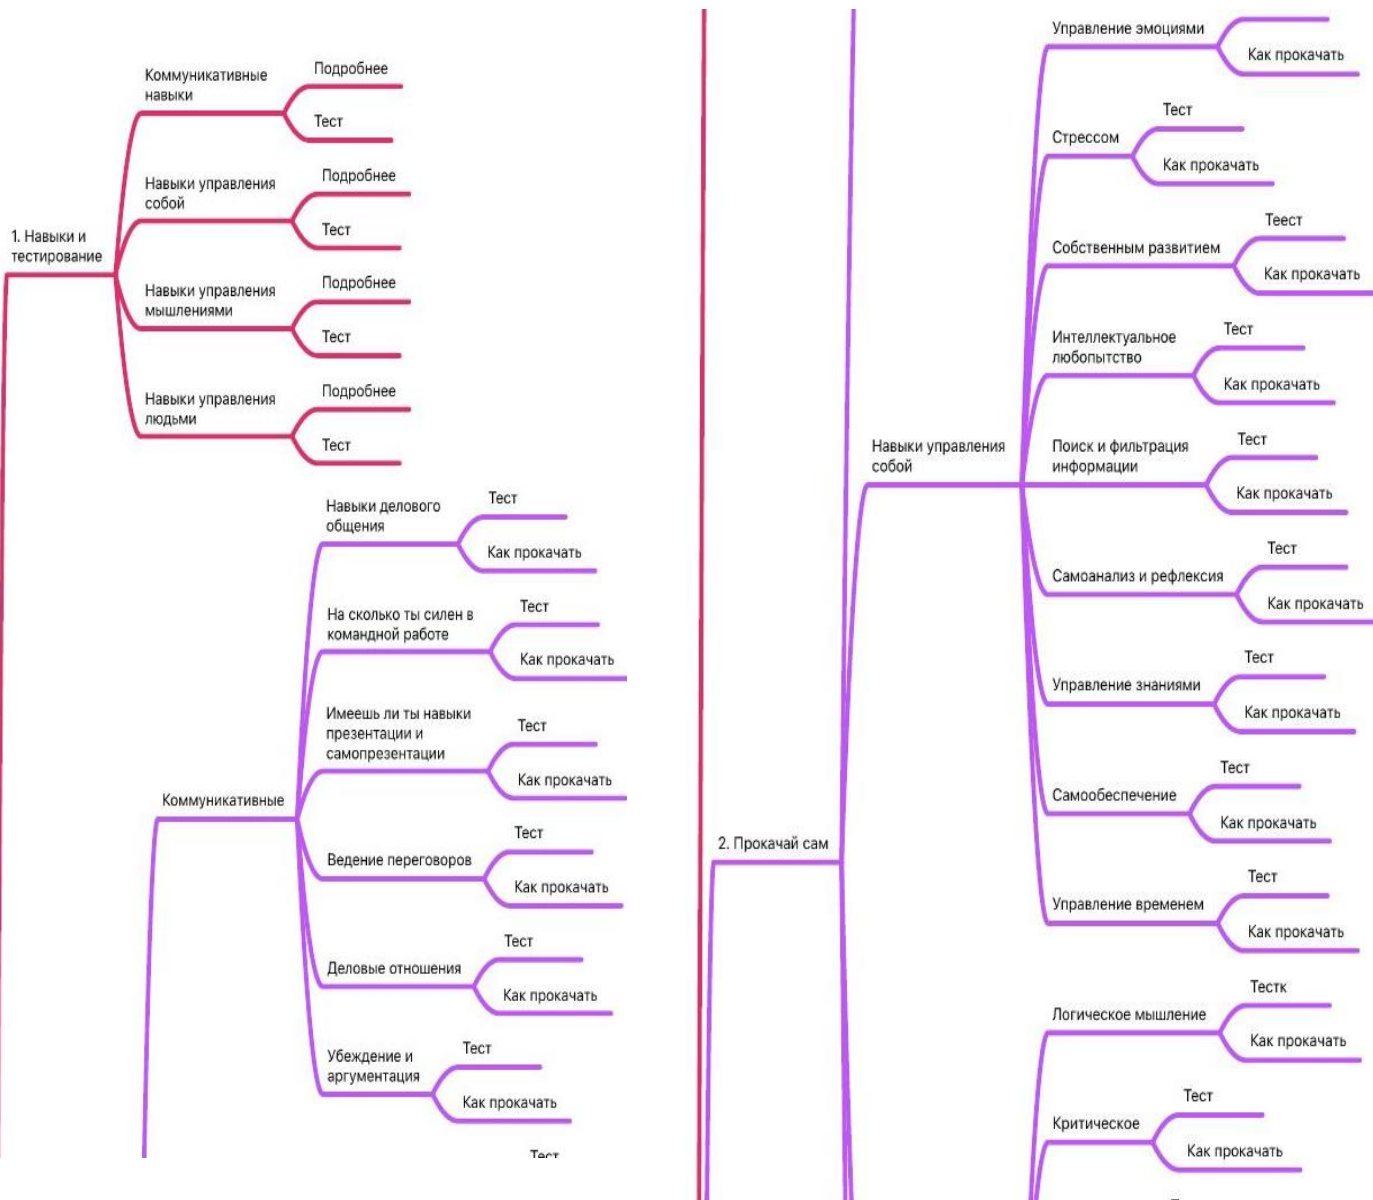 Коммуникативные
навыки
Подробнее
Тест
Навыки управления
собой
Подробнее
Тест
1. Навыки и
тестирование
Навыки управления
мышлениями
Подробнее
Тест
Навыки управления
людьми
Подробнее
Тест
Навыки делового
общения
Тест
Как прокачать
На сколько ты силен в
командной работе
Тест
Как прокачать
Имеешь ли ты навыки
презентации и
самопрезентации
Тест
Как прокачать
Коммуникативные
Ведение переговоров
Тест
Как прокачать
Деловые отношения
Тест
Как прокачать
Убеждение и
аргументация
Тест
Как прокачать
Тест
Управление эмоциями
Как прокачать
Стрессом
Тест
Как прокачать
Собственным развитием
Теест
Как прокачать
Интеллектуальное
любопытство
Тест
Как прокачать
Навыки управления
собой
Поиск и фильтрация
информации
Тест
Как прокачать
Самоанализ и рефлексия
Тест
Как прокачать
Управление знаниями
Тест
Как прокачать
Самообеспечение
Тест
Как прокачать
2. Прокачай сам
Управление временем
Тест
Как прокачать
Логическое мышление
Тестк
Как прокачать
Критическое
Тест
Как прокачать